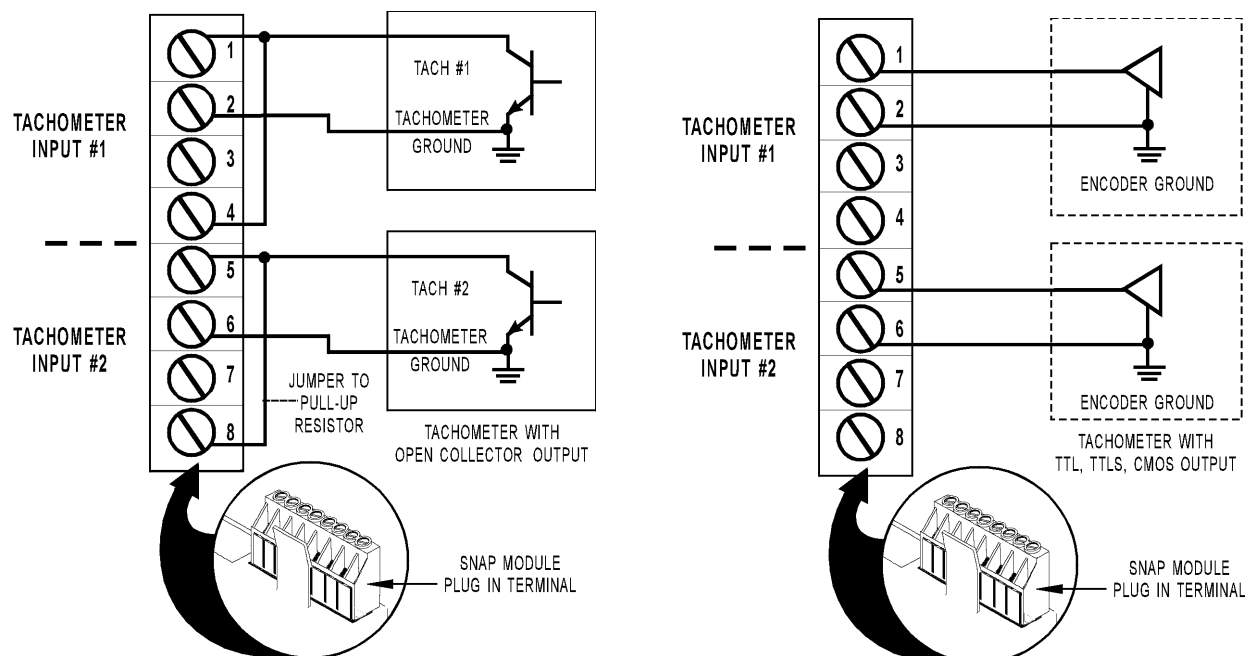 1
2
3
4
5
6
7
8
TACHOMETER
INPUT #1
TACHOMETER
INPUT #2
TACH #1
TACHOMETER
GROUND
TACH #2
TACHOMETER
GROUND
JUMPER TO
PULL-UP
RESISTOR
TACHOMETER WITH
OPEN COLLECTOR OUTPUT
SNAP MODULE
PLUG IN TERMINAL
1
2
3
4
5
6
7
8
TACHOMETER
INPUT #1
TACHOMETER
INPUT #2
ENCODER GROUND
ENCODER GROUND
TACHOMETER WITH
TTL, TTLS, CMOS OUTPUT
SNAP MODULE
PLUG IN TERMINAL